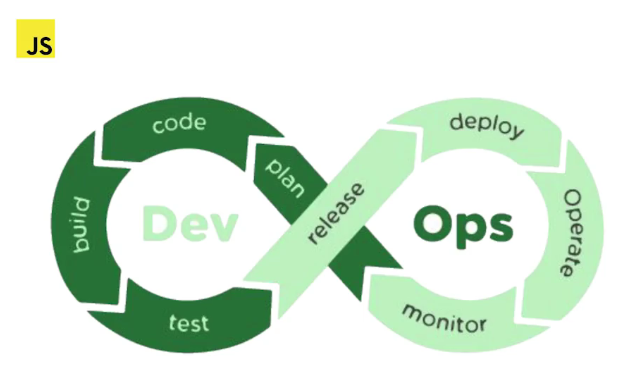 JS
code
deploy
plan
build
Dev
release
Ops
Operate
test
monitor